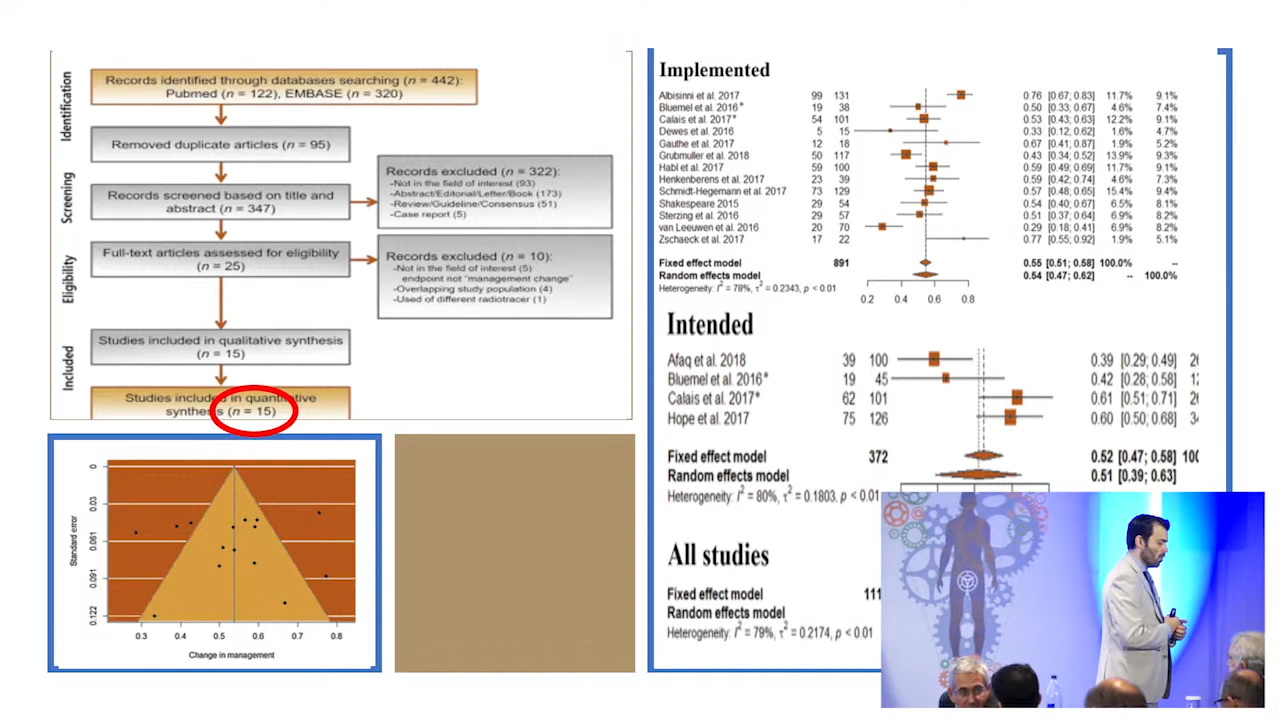 Identification
Records identified through databases searching (n = 442):
Pubmed (n = 122), EMBASE (n = 320)
Removed duplicate articles (n = 95)
Screening
Records screened based on title and
abstract (n = 347)
Records excluded (n = 322):
-Not in the field of interest (93)
-Abstract/Editorial/Letter/Book (173)
-Review/Guideline/Consensus (51)
-Case report (5)
Eligibility
Full-text articles assessed for eligibility
(n = 25)
Records excluded (n = 10):
-Not in the field of interest (5)
endpoint not "management change"
-Overlapping study population (4)
-Used of different radiotracer (1)
Included
Studies included in qualitative synthesis
(n = 15)
Studies included in quantitative
synthesis (n = 15)
Standard error
0
0.03
0.061
0.091
0.122
0.3 0.4 0.5 0.6 0.7 0.8
Change in management
Implemented
Albisinni et al. 2017 99 131 0.76 [0.67; 0.83] 11.7% 9.1%
Bluemel et al. 2016* 19 38 0.50 [0.33; 0.67] 4.6% 7.4%
Calais et al. 2017* 54 101 0.53 [0.43; 0.63] 12.2% 9.1%
Dewes et al. 2016 5 15 0.33 [0.12; 0.62] 1.6% 4.7%
Gauthe et al. 2017 12 18 0.67 [0.41; 0.87] 1.9% 5.2%
Grubmuller et al. 2018 50 117 0.43 [0.34; 0.52] 13.9% 9.3%
Habl et al. 2017 59 100 0.59 [0.49; 0.69] 11.7% 9.1%
Henkenberens et al. 2017 23 39 0.59 [0.42; 0.74] 4.6% 7.3%
Schmidt-Hegemann et al. 2017 73 129 0.57 [0.48; 0.65] 15.4% 9.4%
Shakespeare 2015 29 54 0.54 [0.40; 0.67] 6.5% 8.1%
Sterzing et al. 2016 29 57 0.51 [0.37; 0.64] 6.9% 8.2%
van Leeuwen et al. 2016 20 70 0.29 [0.18; 0.41] 6.9% 8.2%
Zschaeck et al. 2017 17 22 0.77 [0.55; 0.92] 1.9% 5.1%
Fixed effect model 891 0.55 [0.51; 0.58] 100.0% --
Random effects model 0.54 [0.47; 0.62] -- 100.0%
Heterogeneity: I² = 78%, τ² = 0.2343, p < 0.01
0.2 0.4 0.6 0.8
Intended
Afaq et al. 2018 39 100 0.39 [0.29; 0.49]
Bluemel et al. 2016* 19 45 0.42 [0.28; 0.58]
Calais et al. 2017* 62 101 0.61 [0.51; 0.71]
Hope et al. 2017 75 126 0.60 [0.50; 0.68]
Fixed effect model 372 0.52 [0.47; 0.58]
Random effects model 0.51 [0.39; 0.63]
Heterogeneity: I² = 80%, τ² = 0.1803, p < 0.01
All studies
Fixed effect model
Random effects model
Heterogeneity: I² = 79%, τ² = 0.2174, p < 0.01